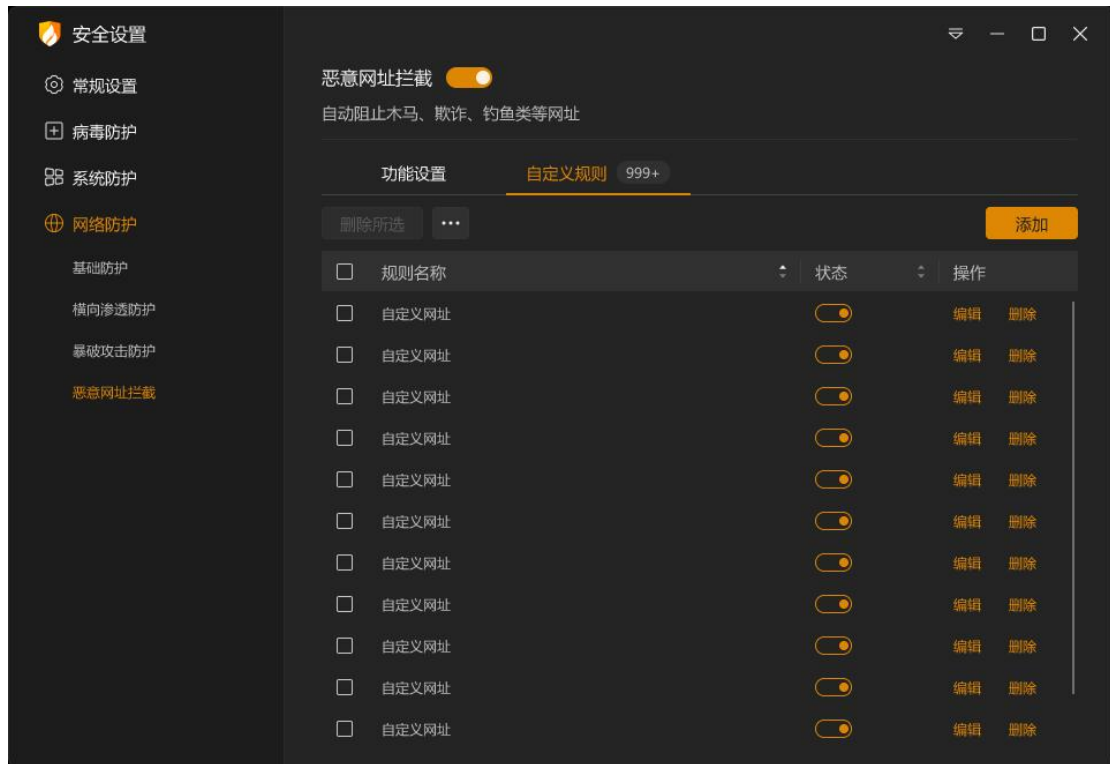 安全设置
常规设置
病毒防护
系统防护
网络防护
基础防护
横向渗透防护
暴破攻击防护
恶意网址拦截
恶意网址拦截
自动阻止木马、欺诈、钓鱼类等网址
功能设置 自定义规则 999+
删除所选 ··· 添加
规则名称 状态 操作
自定义网址 编辑 删除
自定义网址 编辑 删除
自定义网址 编辑 删除
自定义网址 编辑 删除
自定义网址 编辑 删除
自定义网址 编辑 删除
自定义网址 编辑 删除
自定义网址 编辑 删除
自定义网址 编辑 删除
自定义网址 编辑 删除
自定义网址 编辑 删除